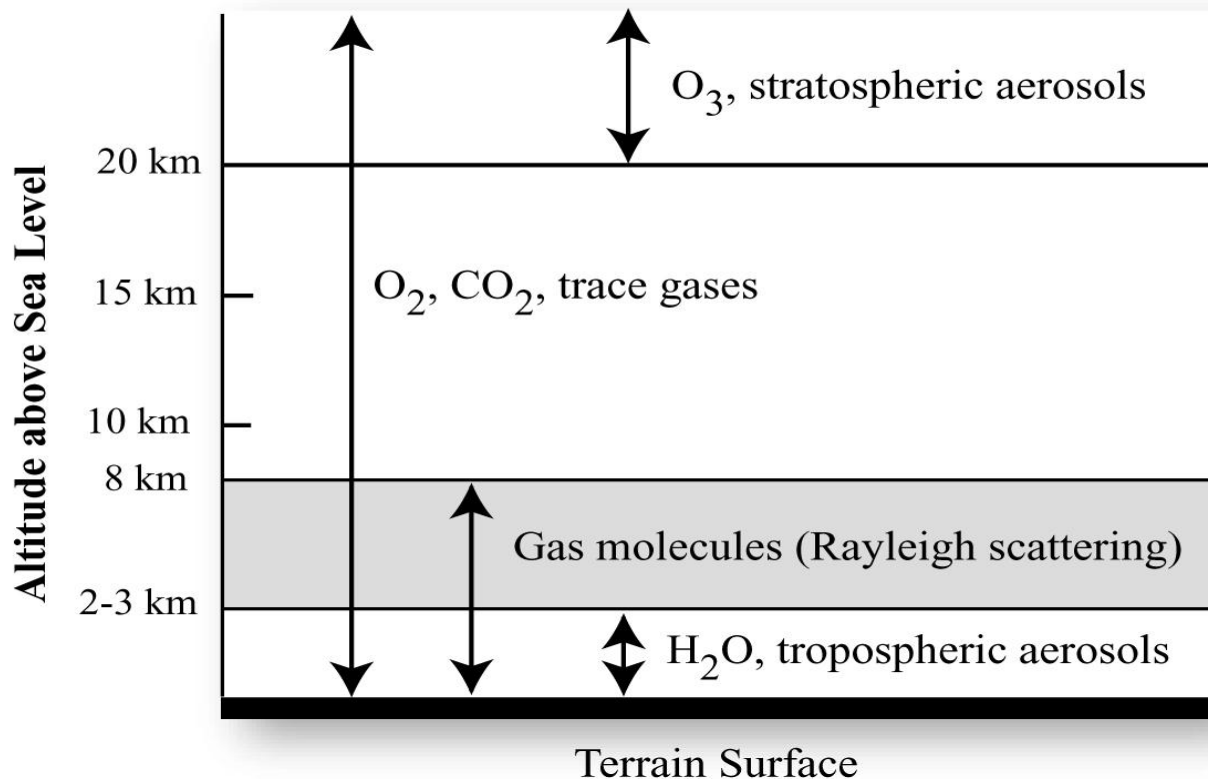 O₃, stratospheric aerosols
20 km
Altitude above Sea Level
15 km
O₂, CO₂, trace gases
10 km
8 km
Gas molecules (Rayleigh scattering)
2-3 km
H₂O, tropospheric aerosols
Terrain Surface